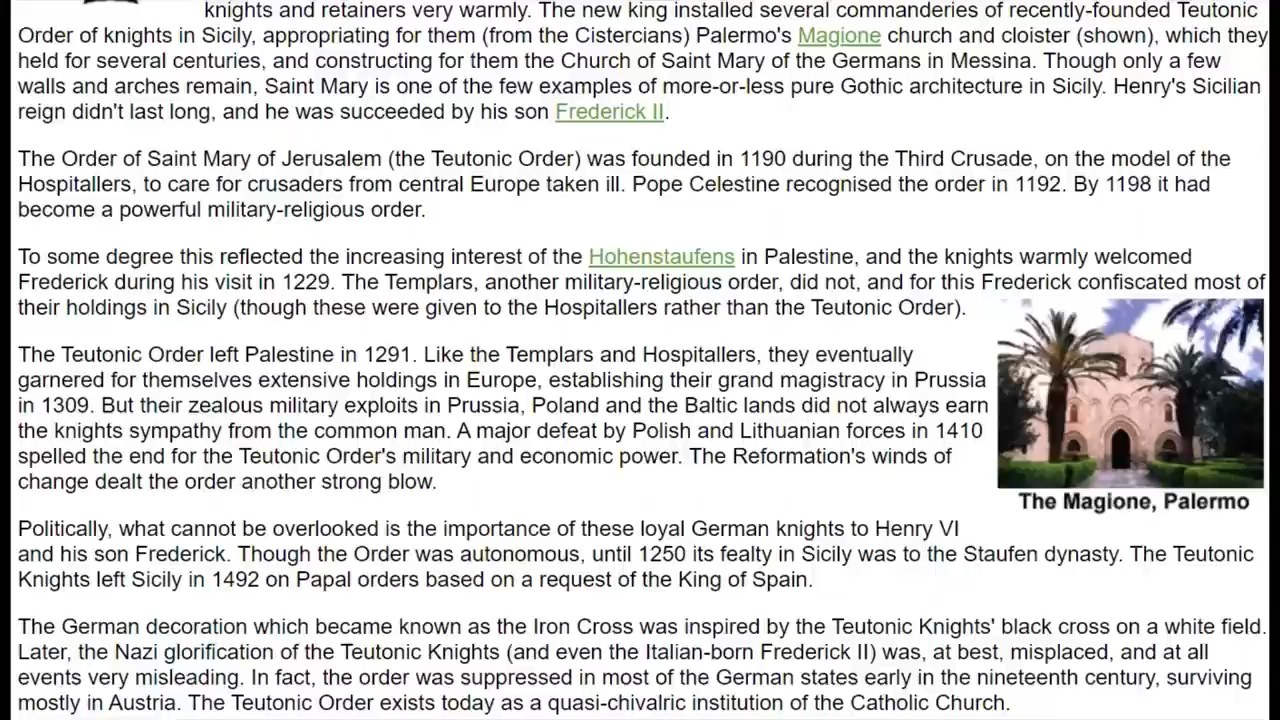 knights and retainers very warmly. The new king installed several commanderies of recently-founded Teutonic
Order of knights in Sicily, appropriating for them (from the Cistercians) Palermo's Magione church and cloister (shown), which they
held for several centuries, and constructing for them the Church of Saint Mary of the Germans in Messina. Though only a few
walls and arches remain, Saint Mary is one of the few examples of more-or-less pure Gothic architecture in Sicily. Henry's Sicilian
reign didn't last long, and he was succeeded by his son Frederick II.
The Order of Saint Mary of Jerusalem (the Teutonic Order) was founded in 1190 during the Third Crusade, on the model of the
Hospitallers, to care for crusaders from central Europe taken ill. Pope Celestine recognised the order in 1192. By 1198 it had
become a powerful military-religious order.
To some degree this reflected the increasing interest of the Hohenstaufens in Palestine, and the knights warmly welcomed
Frederick during his visit in 1229. The Templars, another military-religious order, did not, and for this Frederick confiscated most of
their holdings in Sicily (though these were given to the Hospitallers rather than the Teutonic Order).
The Teutonic Order left Palestine in 1291. Like the Templars and Hospitallers, they eventually
garnered for themselves extensive holdings in Europe, establishing their grand magistracy in Prussia
in 1309. But their zealous military exploits in Prussia, Poland and the Baltic lands did not always earn
the knights sympathy from the common man. A major defeat by Polish and Lithuanian forces in 1410
spelled the end for the Teutonic Order's military and economic power. The Reformation's winds of
change dealt the order another strong blow.
The Magione, Palermo
Politically, what cannot be overlooked is the importance of these loyal German knights to Henry VI
and his son Frederick. Though the Order was autonomous, until 1250 its fealty in Sicily was to the Staufen dynasty. The Teutonic
Knights left Sicily in 1492 on Papal orders based on a request of the King of Spain.
The German decoration which became known as the Iron Cross was inspired by the Teutonic Knights' black cross on a white field.
Later, the Nazi glorification of the Teutonic Knights (and even the Italian-born Frederick II) was, at best, misplaced, and at all
events very misleading. In fact, the order was suppressed in most of the German states early in the nineteenth century, surviving
mostly in Austria. The Teutonic Order exists today as a quasi-chivalric institution of the Catholic Church.